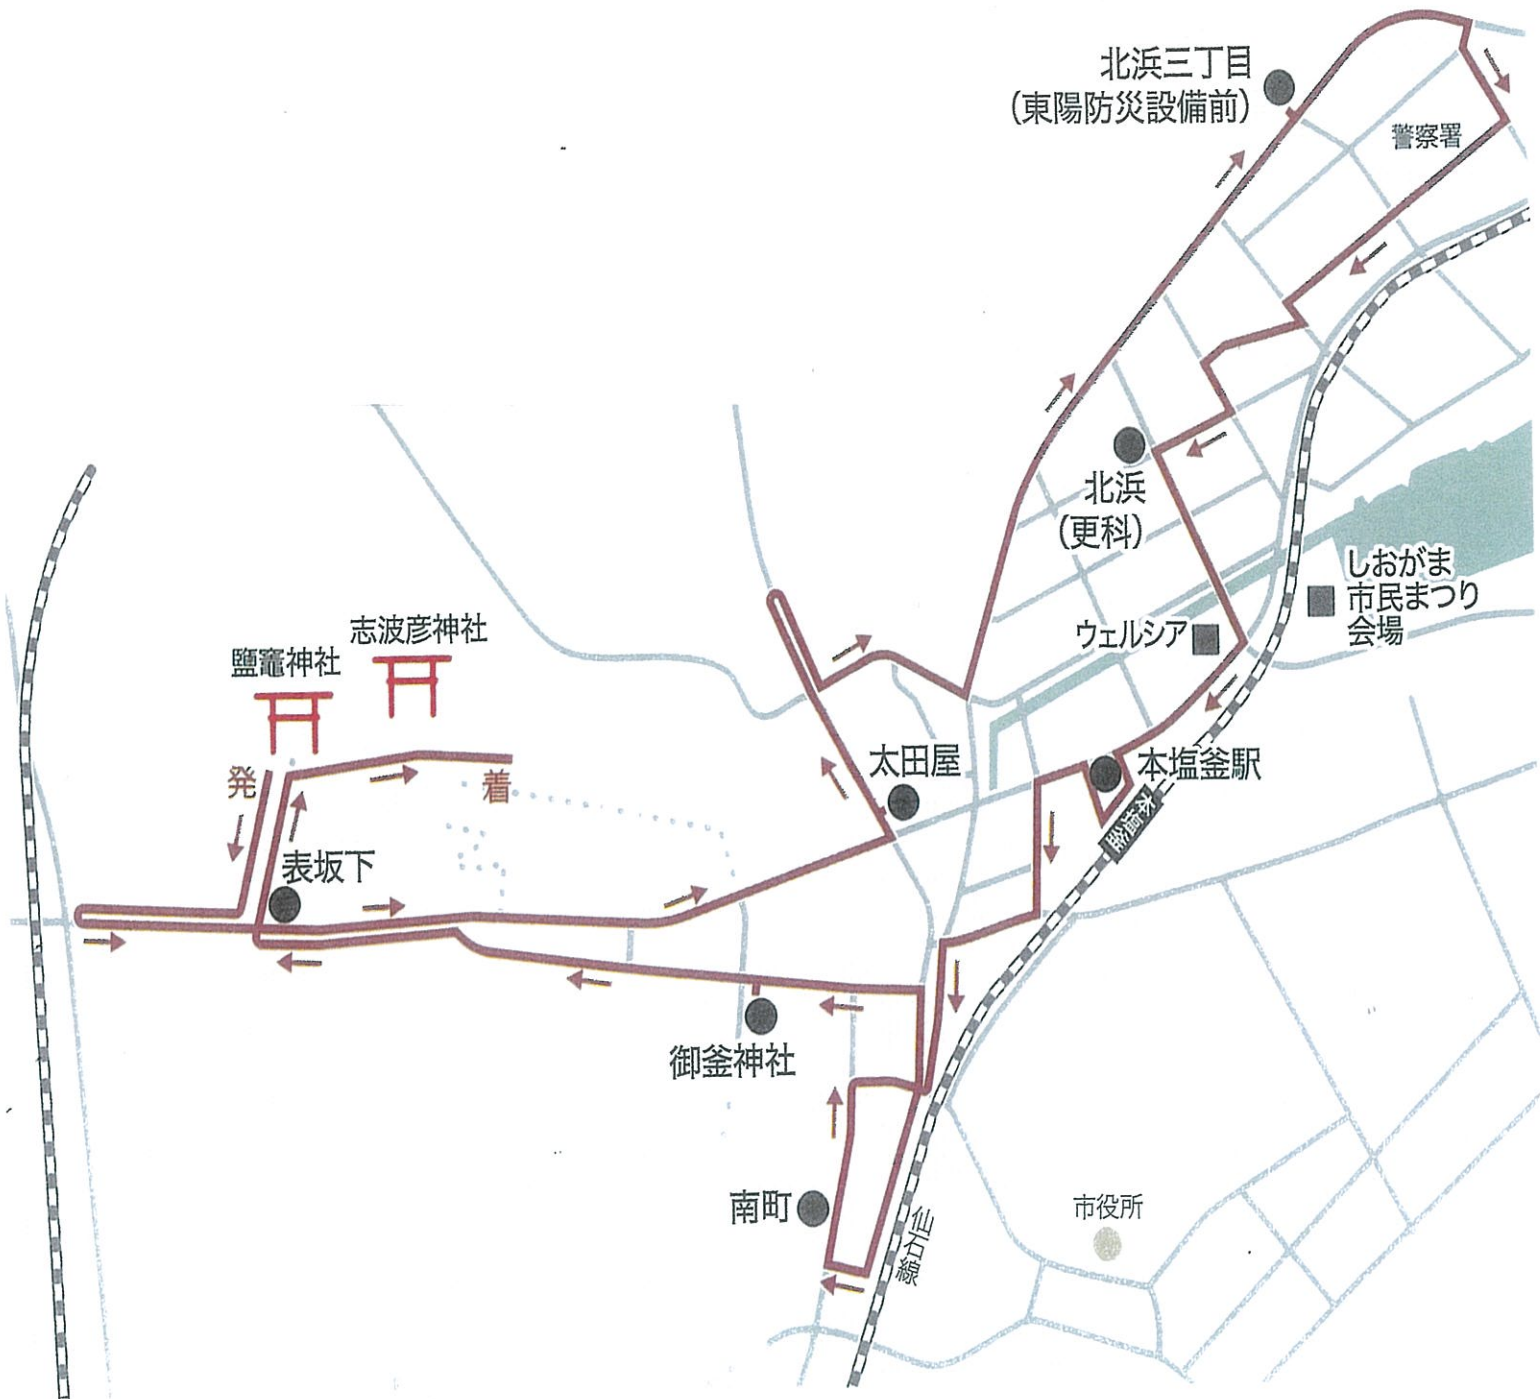 北浜三丁目
(東陽防災設備前)
警察署
北浜
(更科)
しおがま
市民まつり
会場
ウェルシア
志波彦神社
鹽竈神社
太田屋
本塩釜駅
発
着
本塩釜
表坂下
御釜神社
南町
仙石線
市役所